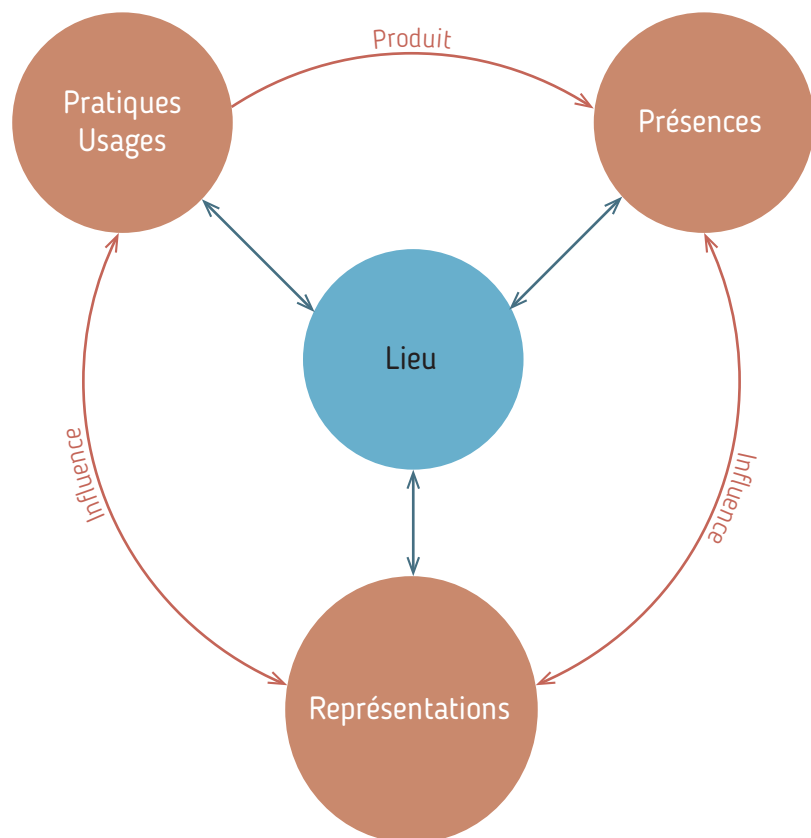 Produit
Pratiques
Usages
Présences
Lieu
Influence
Influence
Représentations